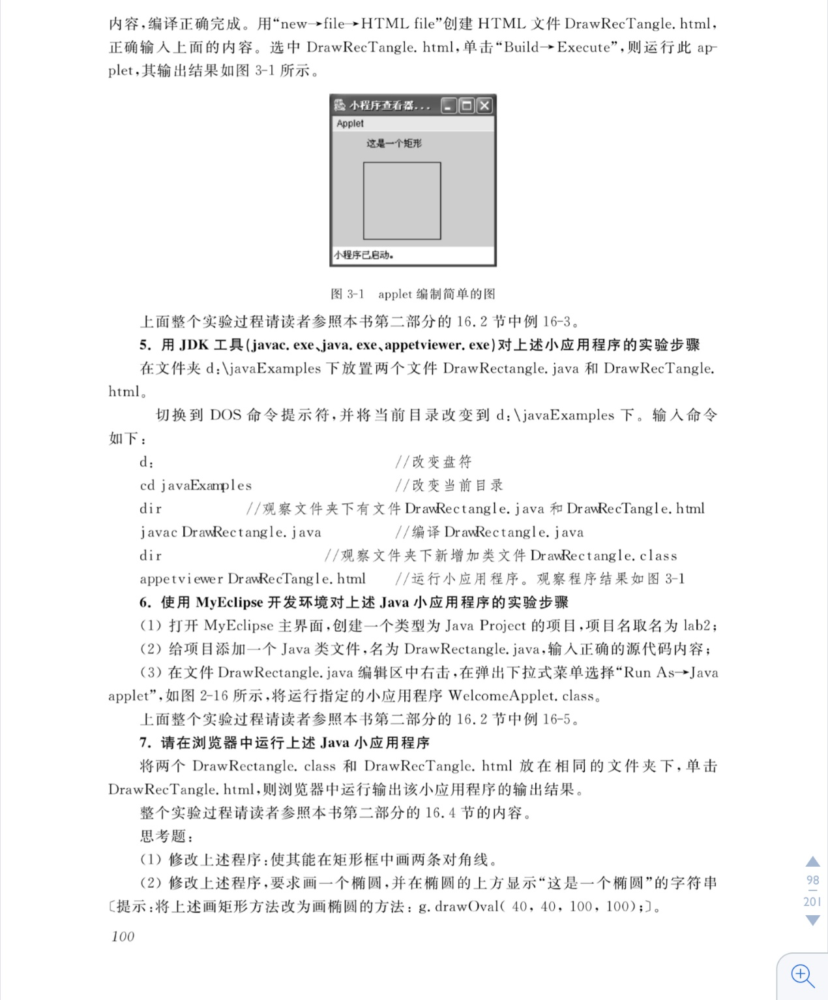 内容,编译正确完成。用“new→file→HTML file”创建 HTML 文件 DrawRecTangle. html,
正确输入上面的内容。选中 DrawRecTangle. html,单击“Build→Execute”,则运行此 ap-
plet,其输出结果如图 3-1 所示。
小程序查看器...
Applet
这是一个矩形
小程序已启动。
图 3-1 applet 编制简单的图
上面整个实验过程请读者参照本书第二部分的 16.2 节中例 16-3。
5. 用 JDK 工具(javac. exe、java. exe、appetviewer. exe)对上述小应用程序的实验步骤
在文件夹 d:\javaExamples 下放置两个文件 DrawRectangle. java 和 DrawRecTangle.
html。
切换到 DOS 命令提示符,并将当前目录改变到 d:\javaExamples 下。输入命令
如下:
d: //改变盘符
cd javaExamples //改变当前目录
dir //观察文件夹下有文件 DrawRectangle. java 和 DrawRecTangle. html
javac DrawRectangle. java //编译 DrawRectangle. java
dir //观察文件夹下新增加类文件 DrawRectangle. class
appetviewer DrawRecTangle. html //运行小应用程序。观察程序结果如图 3-1
6. 使用 MyEclipse 开发环境对上述 Java 小应用程序的实验步骤
(1) 打开 MyEclipse 主界面,创建一个类型为 Java Project 的项目,项目名取名为 lab2;
(2) 给项目添加一个 Java 类文件,名为 DrawRectangle. java,输入正确的源代码内容;
(3) 在文件 DrawRectangle. java 编辑区中右击,在弹出下拉式菜单选择“Run As→Java
applet”,如图 2-16 所示,将运行指定的小应用程序 WelcomeApplet. class。
上面整个实验过程请读者参照本书第二部分的 16.2 节中例 16-5。
7. 请在浏览器中运行上述 Java 小应用程序
将两个 DrawRectangle. class 和 DrawRecTangle. html 放在相同的文件夹下,单击
DrawRecTangle. html,则浏览器中运行输出该小应用程序的输出结果。
整个实验过程请读者参照本书第二部分的 16.4 节的内容。
思考题:
(1) 修改上述程序:使其能在矩形框中画两条对角线。
(2) 修改上述程序,要求画一个椭圆,并在椭圆的上方显示“这是一个椭圆”的字符串
〔提示:将上述画矩形方法改为画椭圆的方法: g. drawOval( 40, 40, 100, 100);〕。
98
201
100